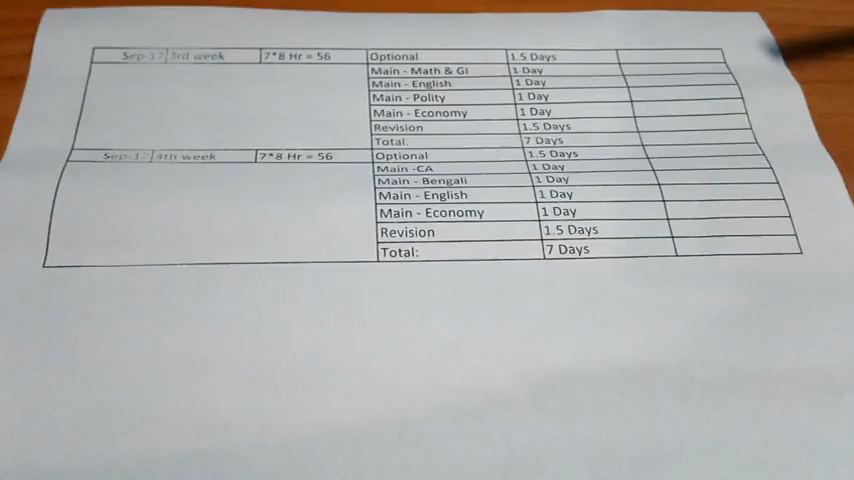 Sep-17 3rd week 7*8 Hr = 56 Optional 1.5 Days
Main - Math & GI 1 Day
Main - English 1 Day
Main - Polity 1 Day
Main - Economy 1 Day
Revision 1.5 Days
Total: 7 Days
Sep-17 4th week 7*8 Hr = 56 Optional 1.5 Days
Main -CA 1 Day
Main - Bengali 1 Day
Main - English 1 Day
Main - Economy 1 Day
Revision 1.5 Days
Total: 7 Days